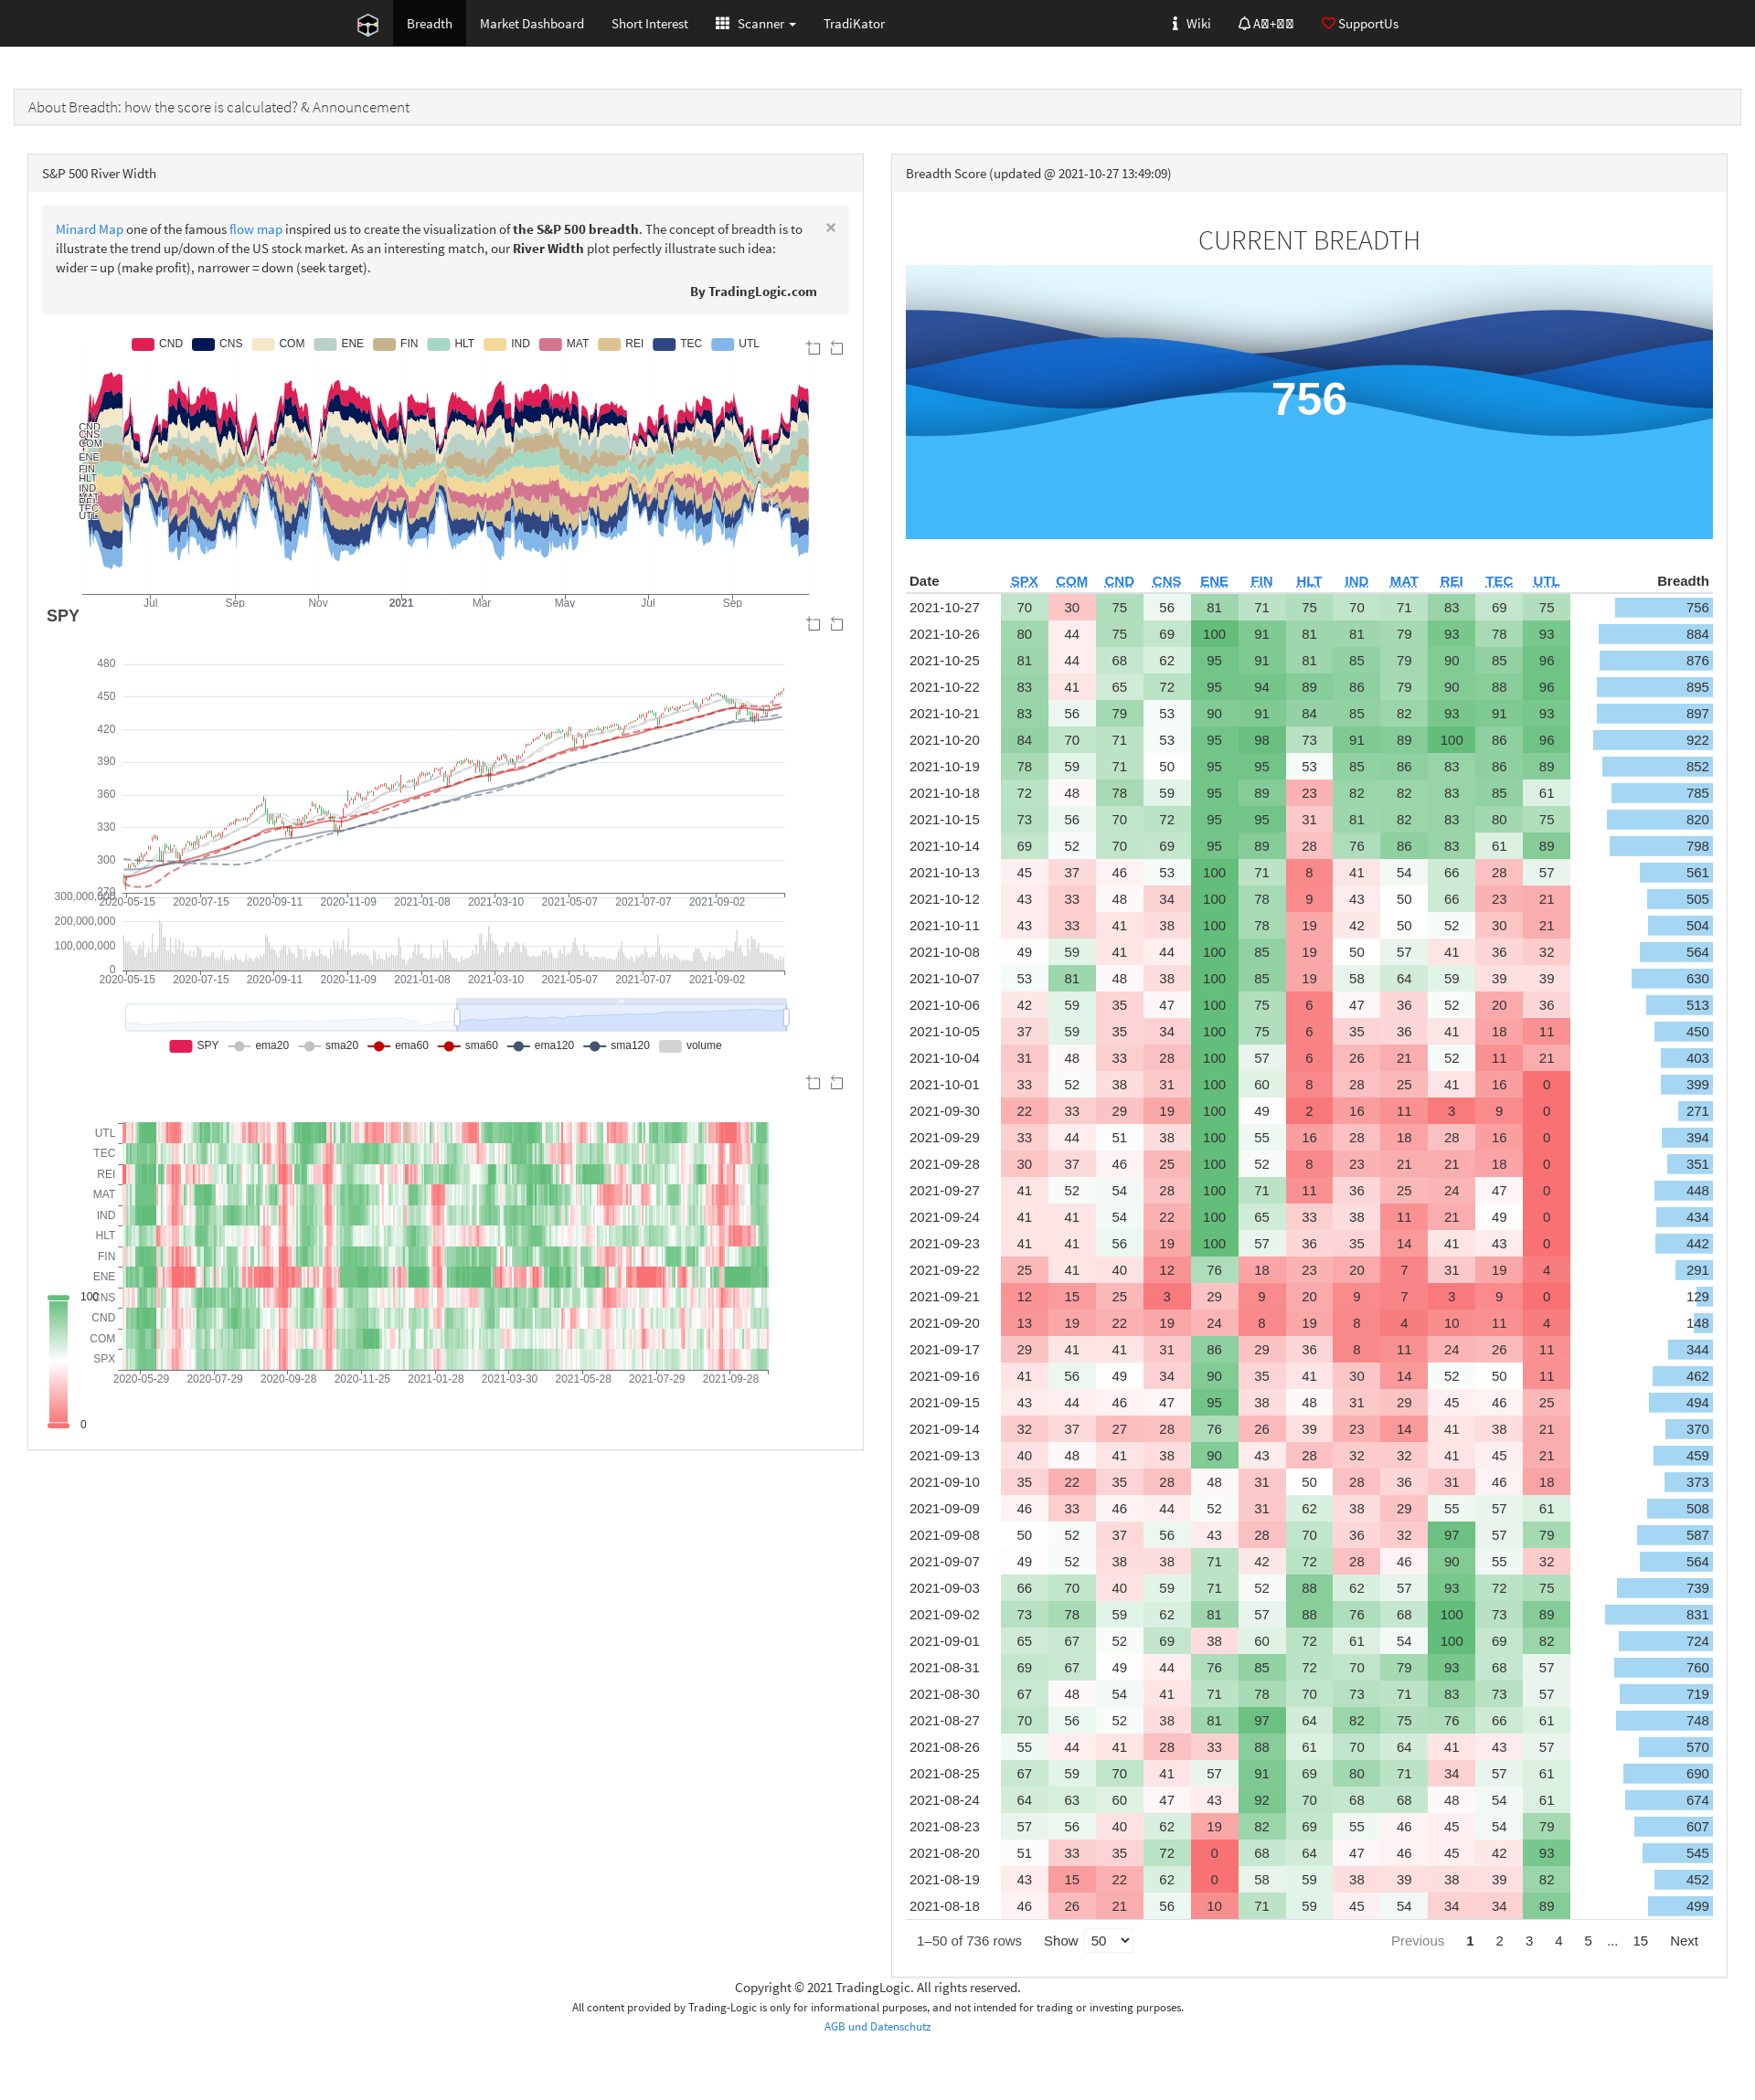 Breadth Market Dashboard Short Interest Scanner TradiKator Wiki SupportUs
About Breadth: how the score is calculated? & Announcement
S&P 500 River Width
Minard Map one of the famous flow map inspired us to create the visualization of the S&P 500 breadth. The concept of breadth is to
illustrate the trend up/down of the US stock market. As an interesting match, our River Width plot perfectly illustrate such idea:
wider = up (make profit), narrower = down (seek target).
×
By TradingLogic.com
CND CNS COM ENE FIN HLT IND MAT REI TEC UTL
CND
CNS
COM
ENE
FIN
HLT
IND
MAT
REI
TEC
UTL
Jul Sep Nov 2021 Mar May Jul Sep
SPY
480
450
420
390
360
330
300
270
2020-05-15 2020-07-15 2020-09-11 2020-11-09 2021-01-08 2021-03-10 2021-05-07 2021-07-07 2021-09-02
300,000,000
200,000,000
100,000,000
0
2020-05-15 2020-07-15 2020-09-11 2020-11-09 2021-01-08 2021-03-10 2021-05-07 2021-07-07 2021-09-02
SPY ema20 sma20 ema60 sma60 ema120 sma120 volume
UTL
TEC
REI
MAT
IND
HLT
FIN
ENE
CNS
CND
COM
SPX
100
0
2020-05-29 2020-07-29 2020-09-28 2020-11-25 2021-01-28 2021-03-30 2021-05-28 2021-07-29 2021-09-28
Breadth Score (updated @ 2021-10-27 13:49:09)
CURRENT BREADTH
756
Date SPX COM CND CNS ENE FIN HLT IND MAT REI TEC UTL Breadth
2021-10-27 70 30 75 56 81 71 75 70 71 83 69 75 756
2021-10-26 80 44 75 69 100 91 81 81 79 93 78 93 884
2021-10-25 81 44 68 62 95 91 81 85 79 90 85 96 876
2021-10-22 83 41 65 72 95 94 89 86 79 90 88 96 895
2021-10-21 83 56 79 53 90 91 84 85 82 93 91 93 897
2021-10-20 84 70 71 53 95 98 73 91 89 100 86 96 922
2021-10-19 78 59 71 50 95 95 53 85 86 83 86 89 852
2021-10-18 72 48 78 59 95 89 23 82 82 83 85 61 785
2021-10-15 73 56 70 72 95 95 31 81 82 83 80 75 820
2021-10-14 69 52 70 69 95 89 28 76 86 83 61 89 798
2021-10-13 45 37 46 53 100 71 8 41 54 66 28 57 561
2021-10-12 43 33 48 34 100 78 9 43 50 66 23 21 505
2021-10-11 43 33 41 38 100 78 19 42 50 52 30 21 504
2021-10-08 49 59 41 44 100 85 19 50 57 41 36 32 564
2021-10-07 53 81 48 38 100 85 19 58 64 59 39 39 630
2021-10-06 42 59 35 47 100 75 6 47 36 52 20 36 513
2021-10-05 37 59 35 34 100 75 6 35 36 41 18 11 450
2021-10-04 31 48 33 28 100 57 6 26 21 52 11 21 403
2021-10-01 33 52 38 31 100 60 8 28 25 41 16 0 399
2021-09-30 22 33 29 19 100 49 2 16 11 3 9 0 271
2021-09-29 33 44 51 38 100 55 16 28 18 28 16 0 394
2021-09-28 30 37 46 25 100 52 8 23 21 21 18 0 351
2021-09-27 41 52 54 28 100 71 11 36 25 24 47 0 448
2021-09-24 41 41 54 22 100 65 33 38 11 21 49 0 434
2021-09-23 41 41 56 19 100 57 36 35 14 41 43 0 442
2021-09-22 25 41 40 12 76 18 23 20 7 31 19 4 291
2021-09-21 12 15 25 3 29 9 20 9 7 3 9 0 129
2021-09-20 13 19 22 19 24 8 19 8 4 10 11 4 148
2021-09-17 29 41 41 31 86 29 36 8 11 24 26 11 344
2021-09-16 41 56 49 34 90 35 41 30 14 52 50 11 462
2021-09-15 43 44 46 47 95 38 48 31 29 45 46 25 494
2021-09-14 32 37 27 28 76 26 39 23 14 41 38 21 370
2021-09-13 40 48 41 38 90 43 28 32 32 41 45 21 459
2021-09-10 35 22 35 28 48 31 50 28 36 31 46 18 373
2021-09-09 46 33 46 44 52 31 62 38 29 55 57 61 508
2021-09-08 50 52 37 56 43 28 70 36 32 97 57 79 587
2021-09-07 49 52 38 38 71 42 72 28 46 90 55 32 564
2021-09-03 66 70 40 59 71 52 88 62 57 93 72 75 739
2021-09-02 73 78 59 62 81 57 88 76 68 100 73 89 831
2021-09-01 65 67 52 69 38 60 72 61 54 100 69 82 724
2021-08-31 69 67 49 44 76 85 72 70 79 93 68 57 760
2021-08-30 67 48 54 41 71 78 70 73 71 83 73 57 719
2021-08-27 70 56 52 38 81 97 64 82 75 76 66 61 748
2021-08-26 55 44 41 28 33 88 61 70 64 41 43 57 570
2021-08-25 67 59 70 41 57 91 69 80 71 34 57 61 690
2021-08-24 64 63 60 47 43 92 70 68 68 48 54 61 674
2021-08-23 57 56 40 62 19 82 69 55 46 45 54 79 607
2021-08-20 51 33 35 72 0 68 64 47 46 45 42 93 545
2021-08-19 43 15 22 62 0 58 59 38 39 38 39 82 452
2021-08-18 46 26 21 56 10 71 59 45 54 34 34 89 499
1–50 of 736 rows Show 50 Previous 1 2 3 4 5 ... 15 Next
Copyright © 2021 TradingLogic. All rights reserved.
All content provided by Trading-Logic is only for informational purposes, and not intended for trading or investing purposes.
AGB und Datenschutz